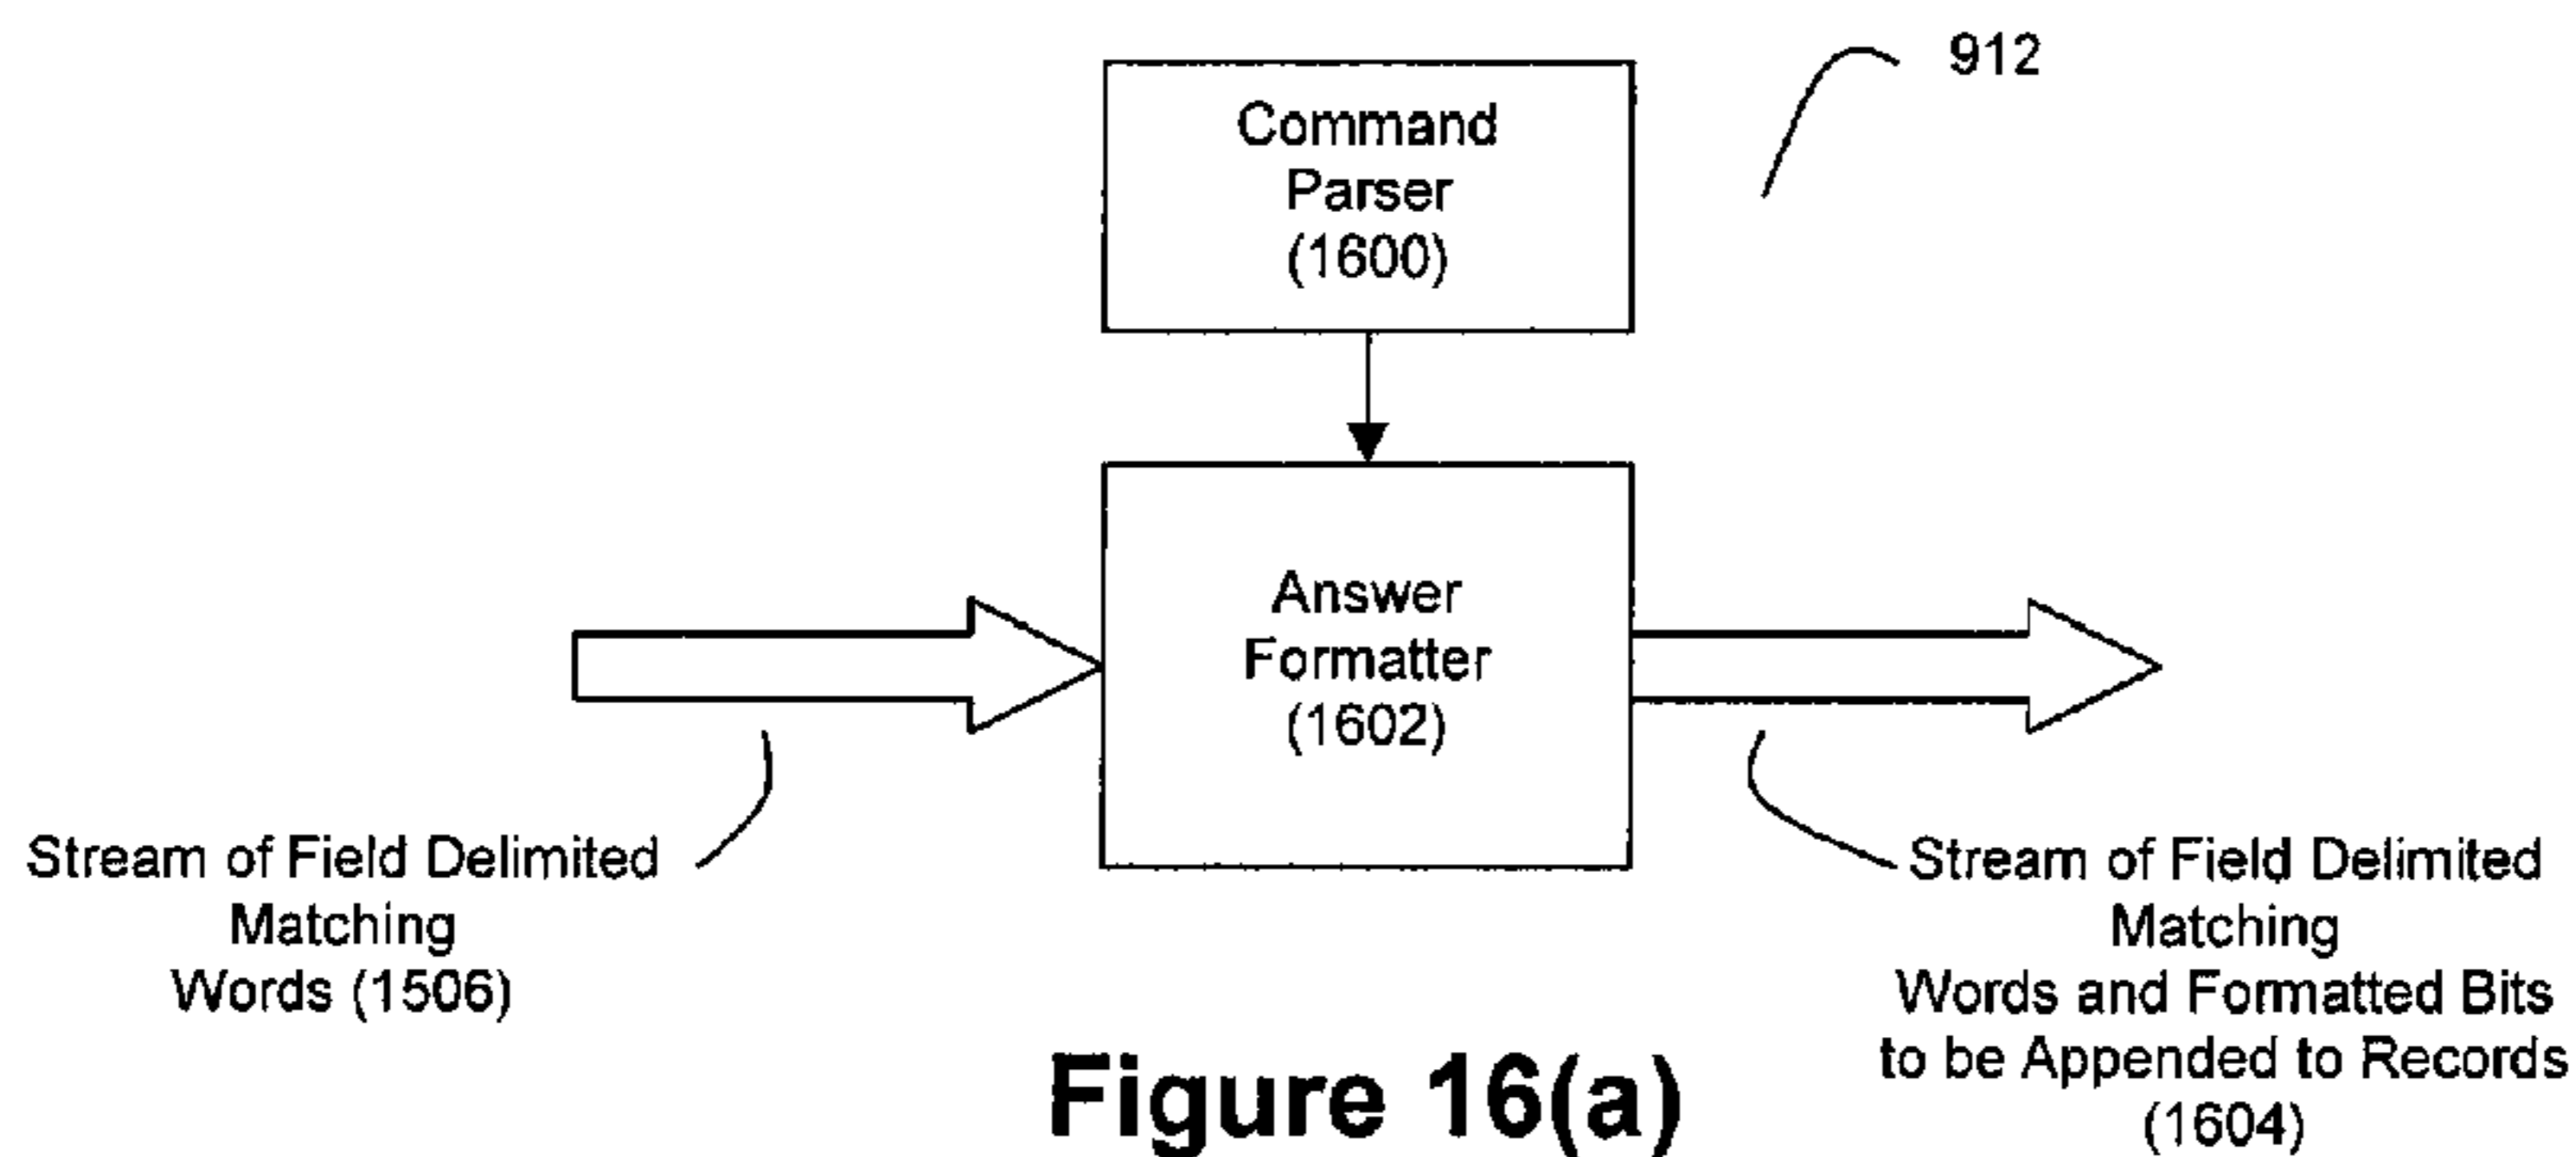 912
Command
Parser
(1600)
Answer
Formatter
(1602)
Stream of Field Delimited
Matching
Words (1506)
Stream of Field Delimited
Matching
Words and Formatted Bits
to be Appended to Records
(1604)
Figure 16(a)